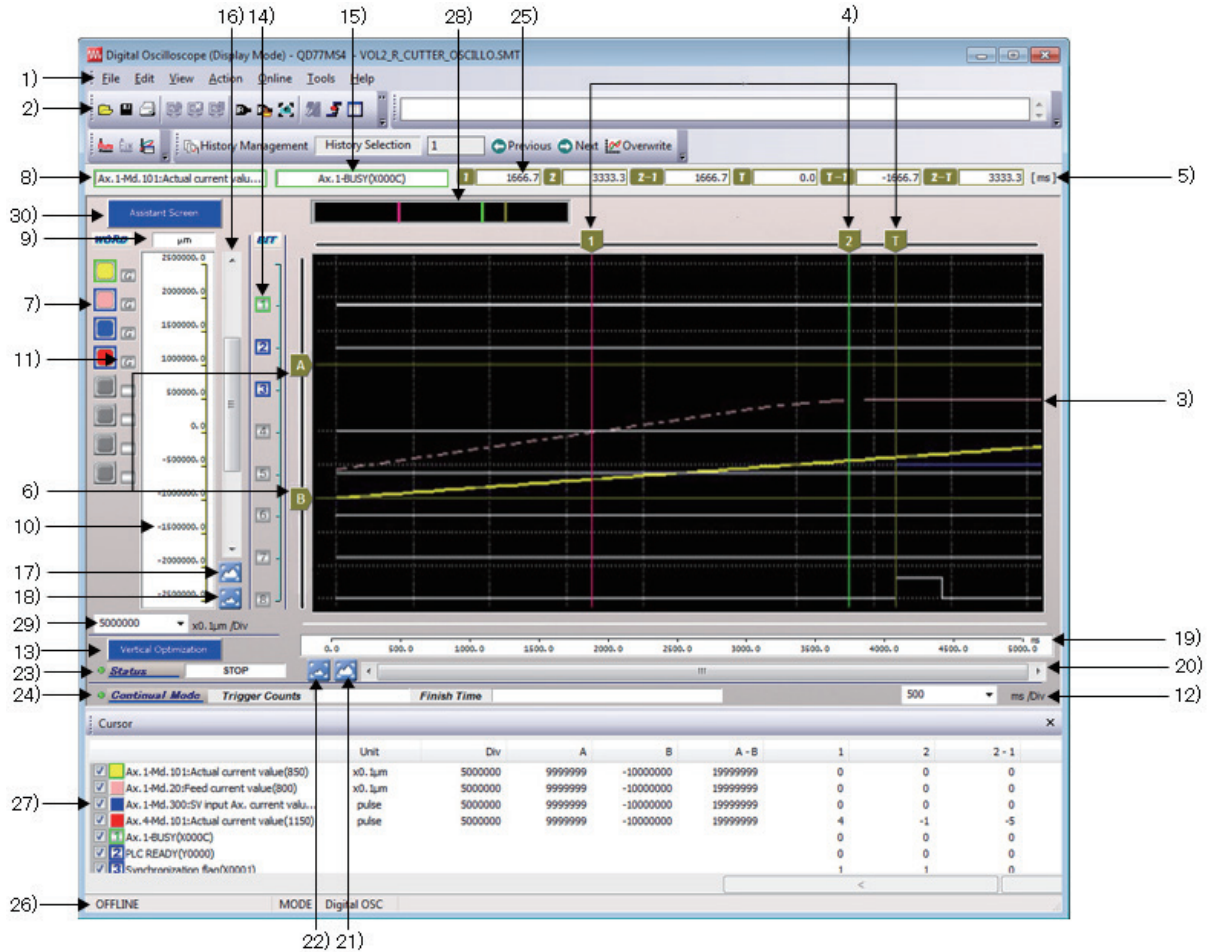 16) 14) 15) 28) 25) 4)
Digital Oscilloscope (Display Mode) - QD77MS4 - VOL2_R_CUTTER_OSCILLO.SMT
1) File Edit View Action Online Tools Help
2)
History Management History Selection 1 Previous Next Overwrite
8) Ax.1-Md.101:Actual current valu... Ax.1-BUSY(X000C) 1 1666.7 2 3333.3 2-1 1666.7 T 0.0 T-1 -1666.7 2-T 3333.3 [ms] 5)
30) Assistant Screen
9) WORD µm BIT 1 2 T
2500000.0
7) 2000000.0 1
1500000.0 2
11) 1000000.0 A
500000.0 3
0.0 4 3)
-500000.0 5
6) -1000000.0 B
10) -1500000.0 6
17) -2000000.0 7
18) -2500000.0 8
29) 5000000 x0.1µm /Div
13) Vertical Optimization 0.0 500.0 1000.0 1500.0 2000.0 2500.0 3000.0 3500.0 4000.0 4500.0 5000.0 ms 19)
23) Status STOP 20)
24) Continual Mode Trigger Counts Finish Time 500 ms /Div 12)
Cursor
Unit Div A B A - B 1 2 2 - 1
Ax.1-Md.101:Actual current value(850) x0.1µm 5000000 9999999 -10000000 19999999 0 0 0
Ax.1-Md.20:Feed current value(800) x0.1µm 5000000 9999999 -10000000 19999999 0 0 0
27) Ax.1-Md.300:SV input Ax. current valu... pulse 5000000 9999999 -10000000 19999999 0 0 0
Ax.4-Md.101:Actual current value(1150) pulse 5000000 9999999 -10000000 19999999 4 -1 -5
1 Ax.1-BUSY(X000C) 0 0 0
2 PLC READY(Y0000) 0 0 0
3 Synchronization flag(X0001) 1 1 0
26) OFFLINE MODE Digital OSC
22) 21)